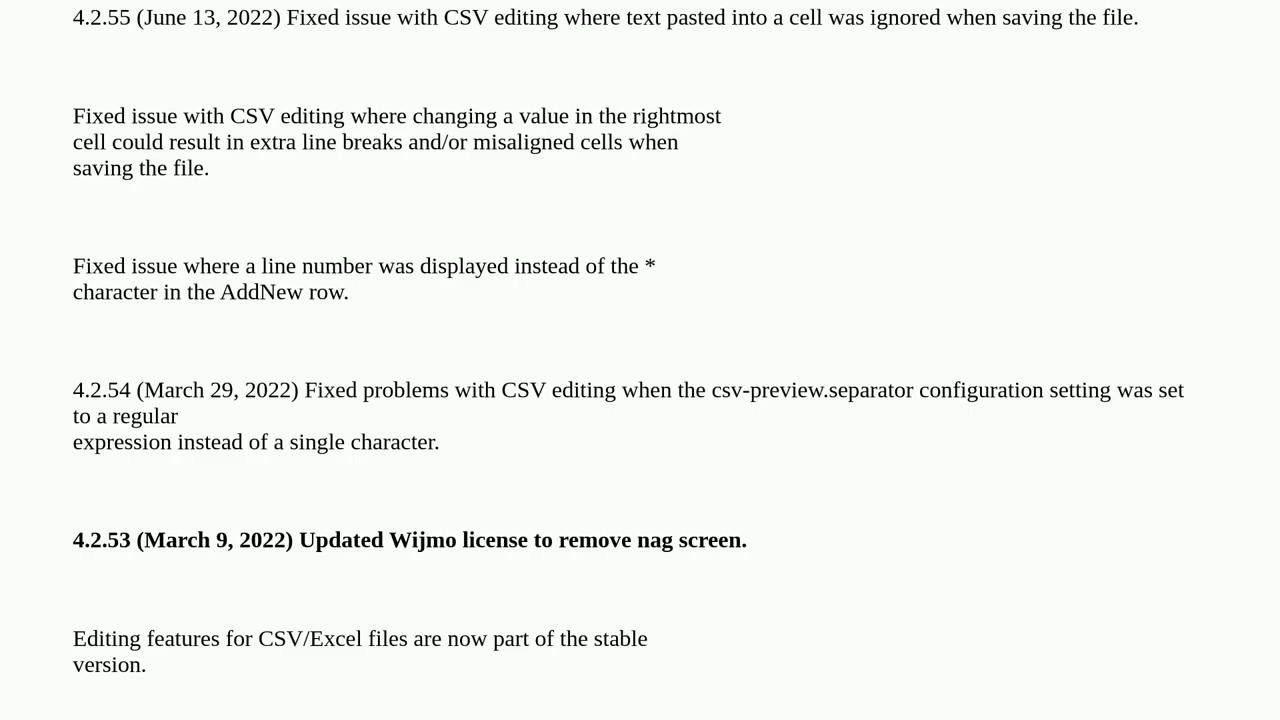 4.2.55 (June 13, 2022) Fixed issue with CSV editing where text pasted into a cell was ignored when saving the file.
Fixed issue with CSV editing where changing a value in the rightmost
cell could result in extra line breaks and/or misaligned cells when
saving the file.
Fixed issue where a line number was displayed instead of the *
character in the AddNew row.
4.2.54 (March 29, 2022) Fixed problems with CSV editing when the csv-preview.separator configuration setting was set
to a regular
expression instead of a single character.
4.2.53 (March 9, 2022) Updated Wijmo license to remove nag screen.
Editing features for CSV/Excel files are now part of the stable
version.